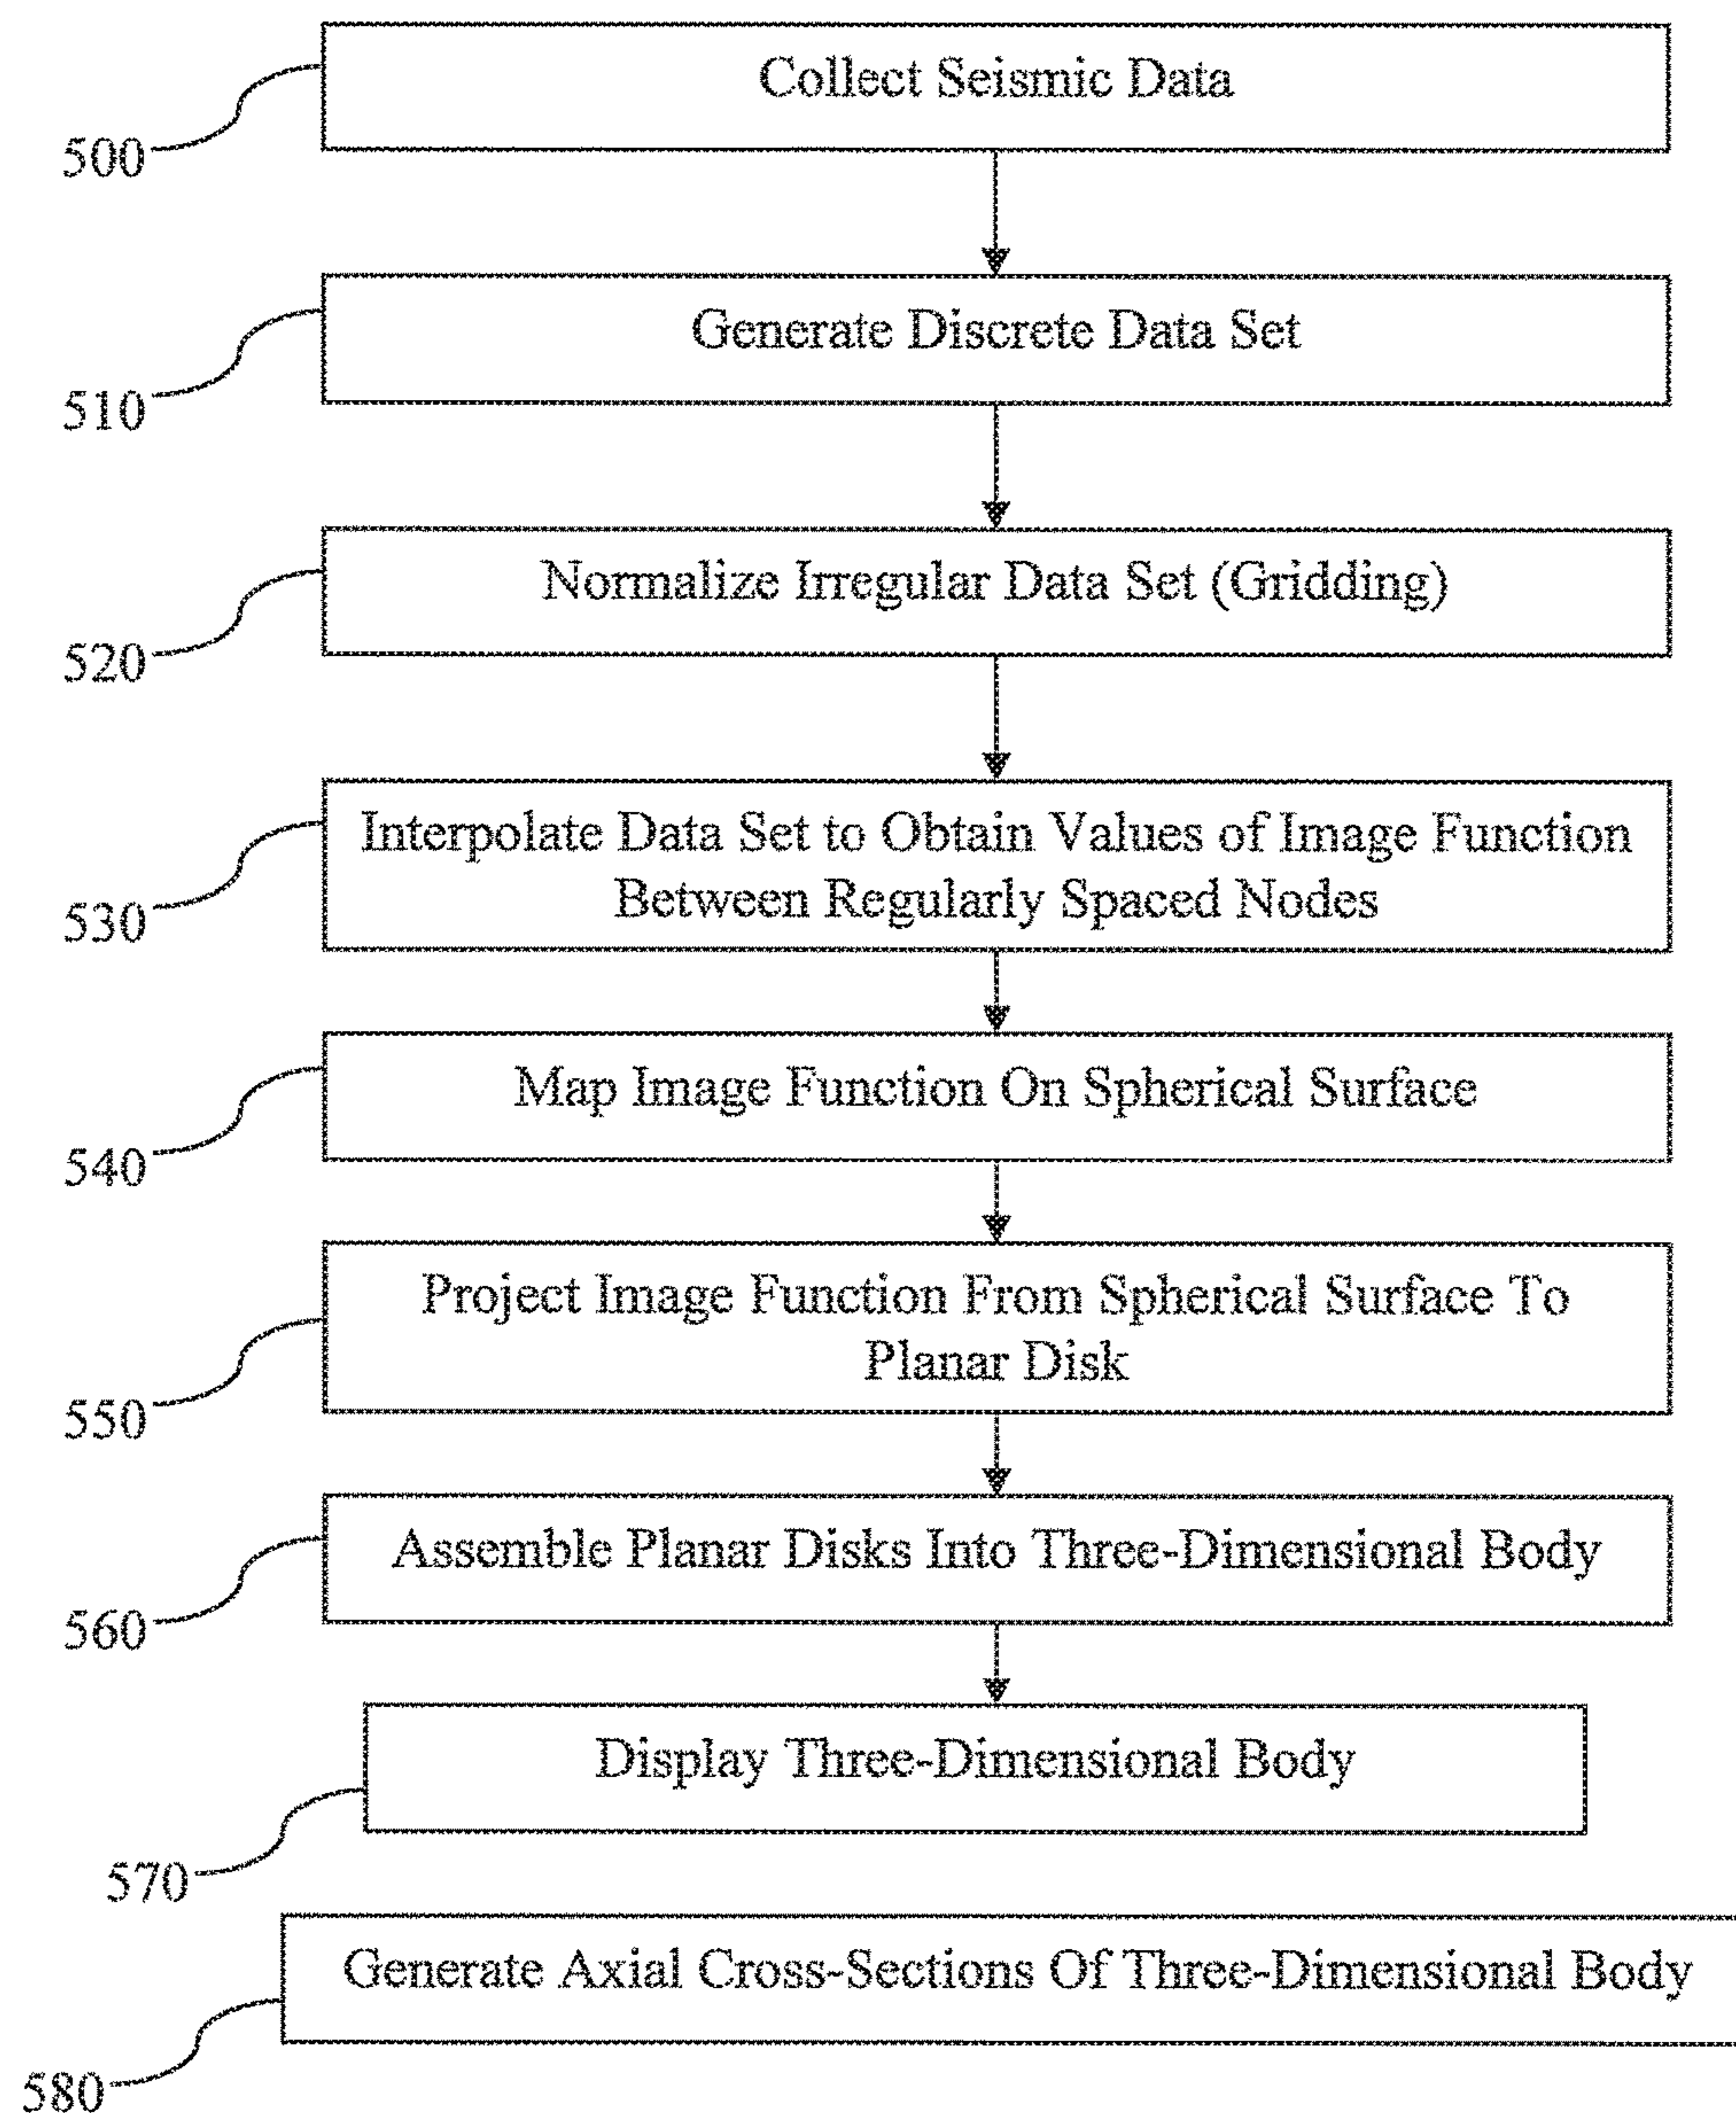 Collect Seismic Data
500
Generate Discrete Data Set
510
Normalize Irregular Data Set (Gridding)
520
Interpolate Data Set to Obtain Values of Image Function
Between Regularly Spaced Nodes
530
Map Image Function On Spherical Surface
540
Project Image Function From Spherical Surface To
Planar Disk
550
Assemble Planar Disks Into Three-Dimensional Body
560
Display Three-Dimensional Body
570
Generate Axial Cross-Sections Of Three-Dimensional Body
580